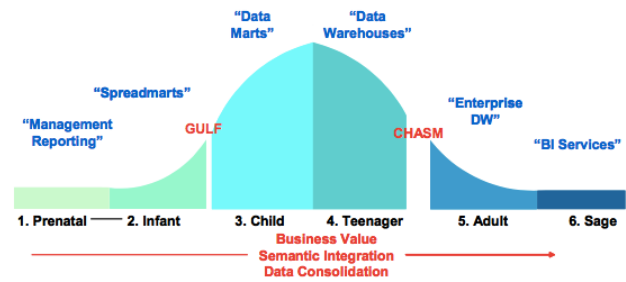 “Data
Marts”
“Data
Warehouses”
“Spreadmarts”
“Management
Reporting”
GULF
CHASM
“Enterprise
DW”
“BI Services”
1. Prenatal
2. Infant
3. Child
4. Teenager
5. Adult
6. Sage
Business Value
Semantic Integration
Data Consolidation